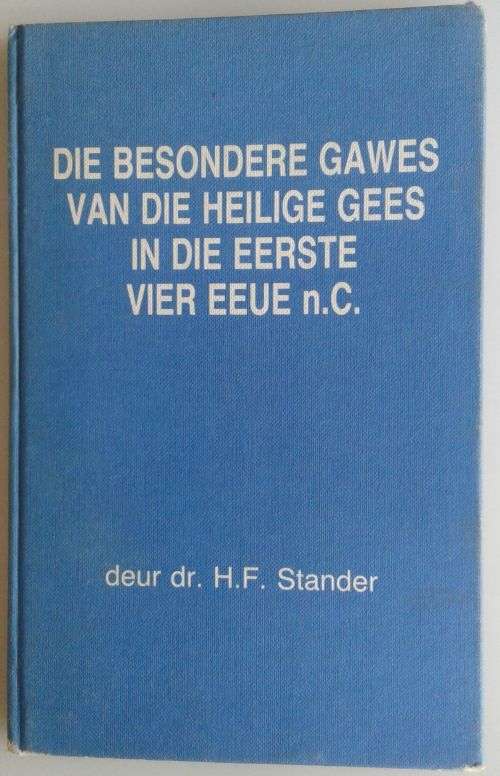 DIE BESONDERE GAWES
VAN DIE HEILIGE GEES
IN DIE EERSTE
VIER EEUE n.C.
deur dr. H.F. Stander